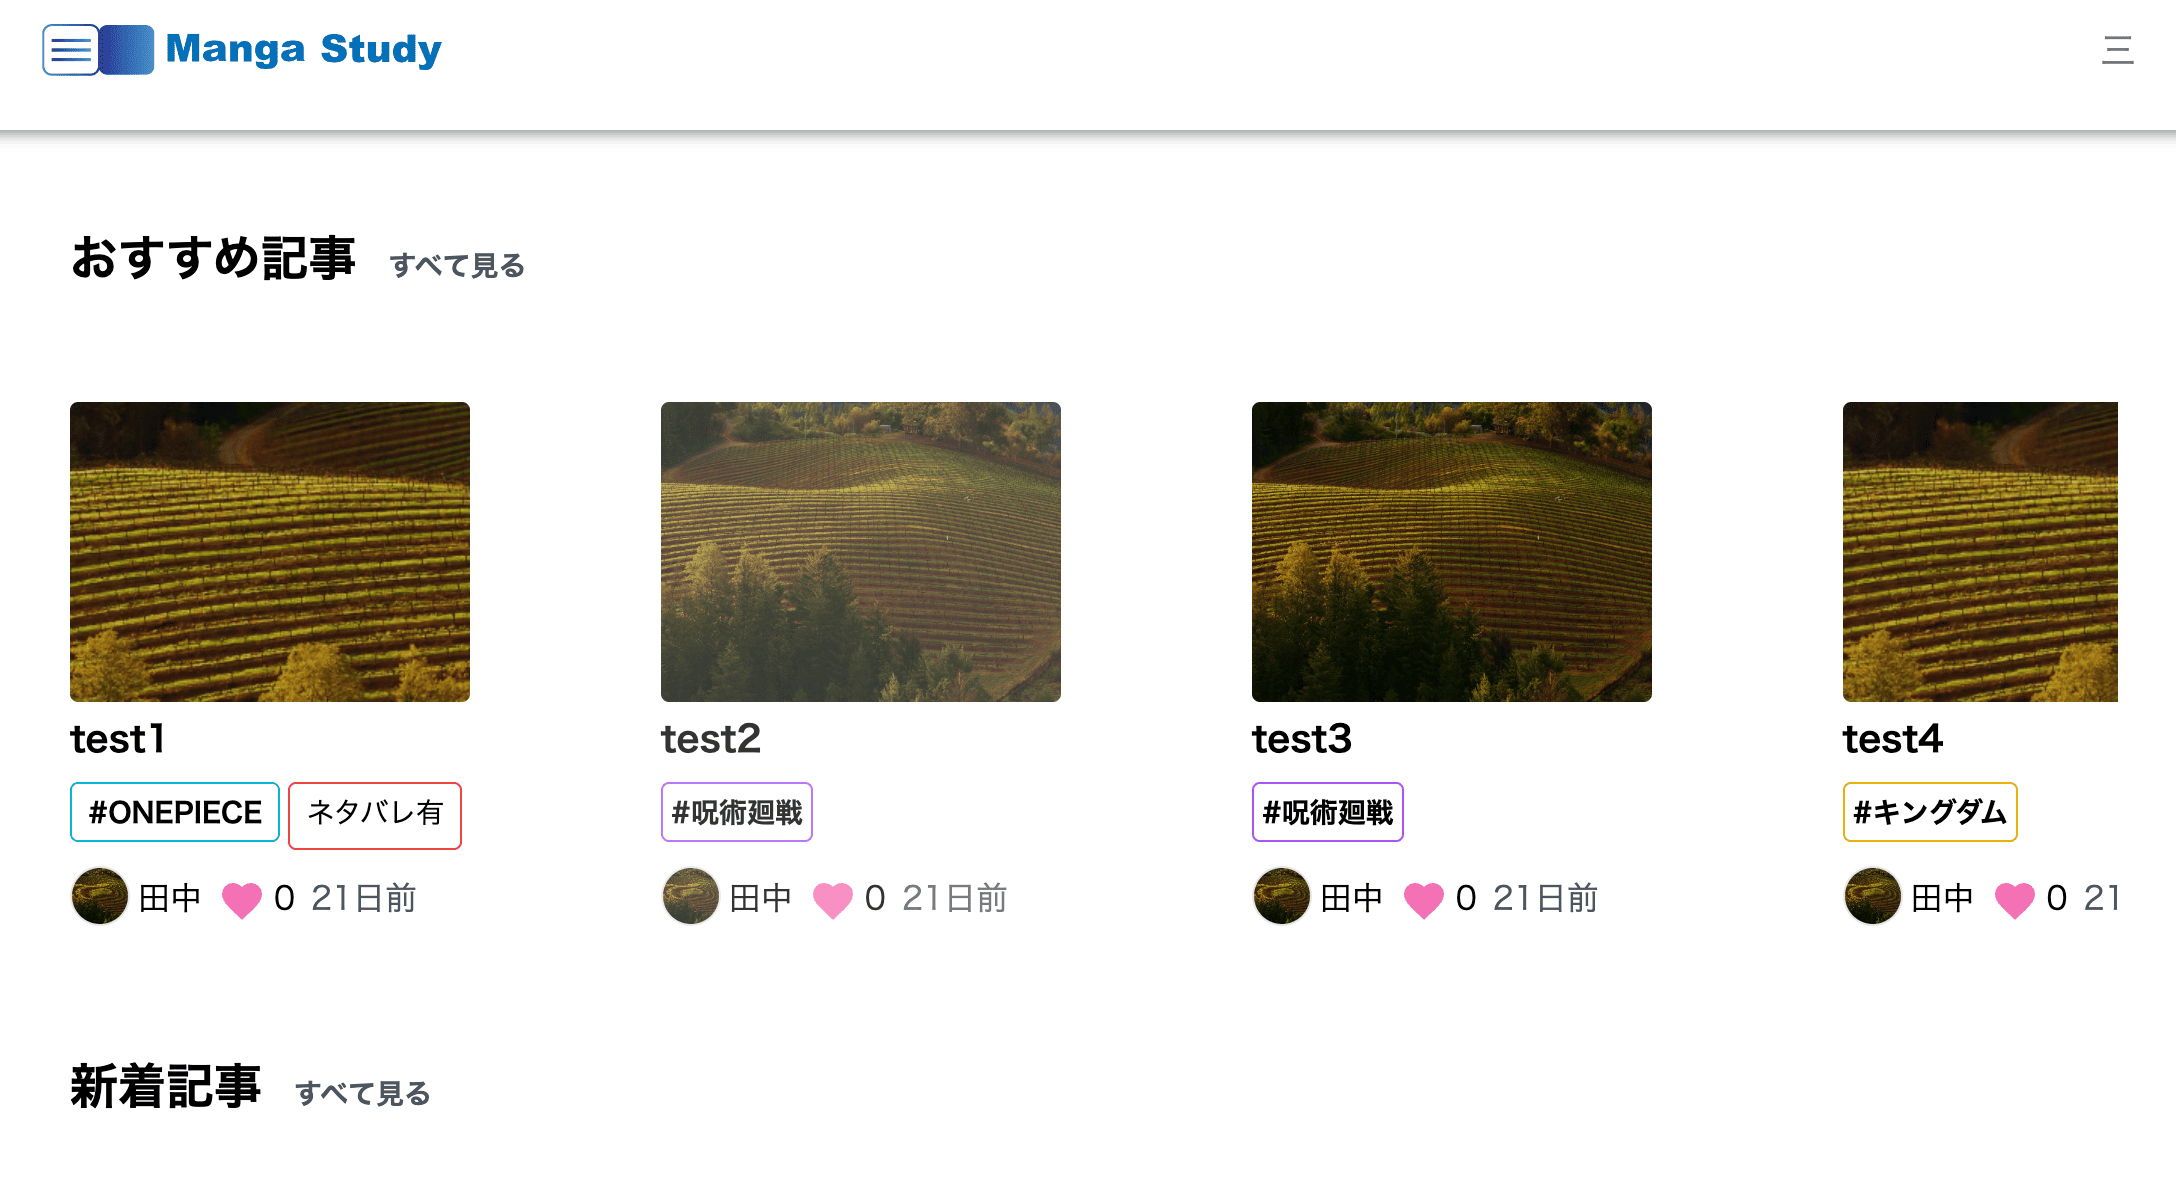 Manga Study
おすすめ記事 すべて見る
test1
#ONEPIECE ネタバレ有
田中 0 21日前
test2
#呪術廻戦
田中 0 21日前
test3
#呪術廻戦
田中 0 21日前
test4
#キングダム
田中 0 21
新着記事 すべて見る